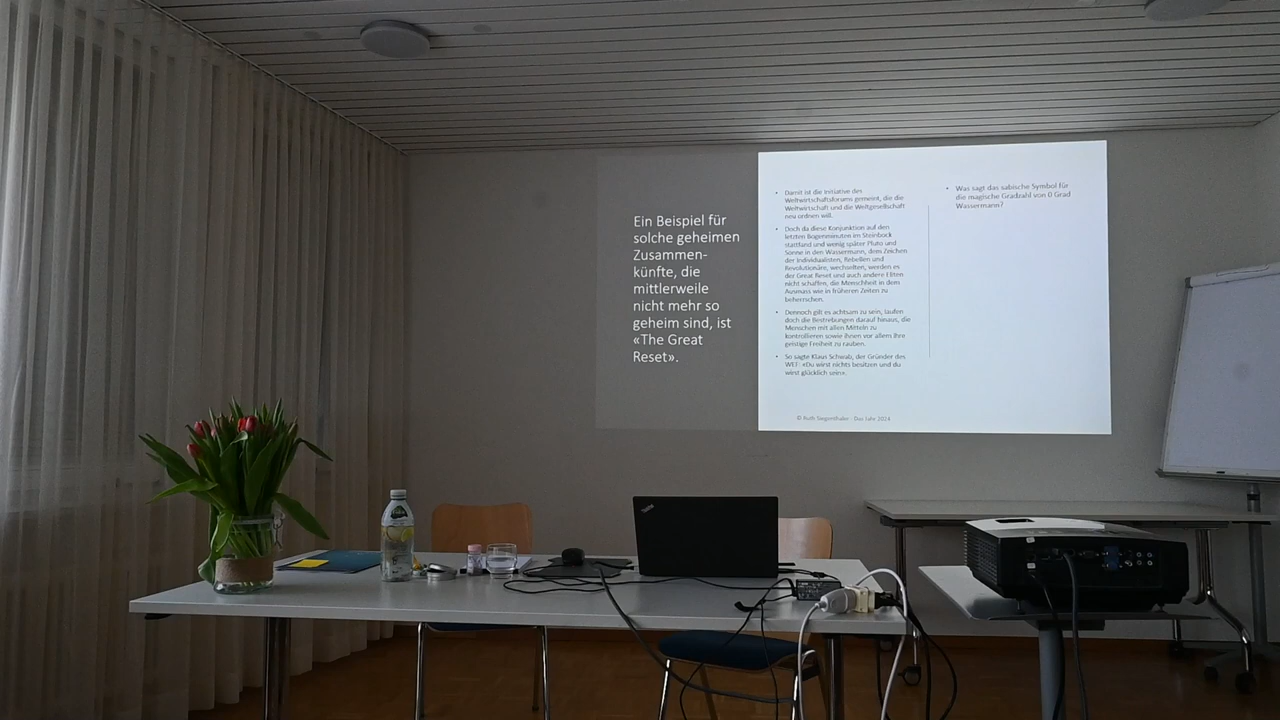 Ein Beispiel für
solche geheimen
Zusammen-
künfte, die
mittlerweile
nicht mehr so
geheim sind, ist
«The Great
Reset».
• Damit ist die Initiative des
Weltwirtschaftsforums gemeint, die die
Weltwirtschaft und die Weltgesellschaft
neu ordnen will.
• Doch da diese Konjunktion auf den
letzten Bogenminuten im Steinbock
stattfand und wenig später Pluto und
Sonne in den Wassermann, dem Zeichen
der Individualisten, Rebellen und
Revolutionäre, wechselten, werden es
der Great Reset und auch andere Eliten
nicht schaffen, die Menschheit in dem
Ausmass wie in früheren Zeiten zu
beherrschen.
• Dennoch gilt es achtsam zu sein, laufen
doch die Bestrebungen darauf hinaus, die
Menschen mit allen Mitteln zu
kontrollieren sowie ihnen vor allem ihre
geistige Freiheit zu rauben.
• So sagte Klaus Schwab, der Gründer des
WEF: «Du wirst nichts besitzen und du
wirst glücklich sein».
• Was sagt das sabische Symbol für
die magische Gradzahl von 0 Grad
Wassermann?
© Ruth Siegenthaler - Das Jahr 2024